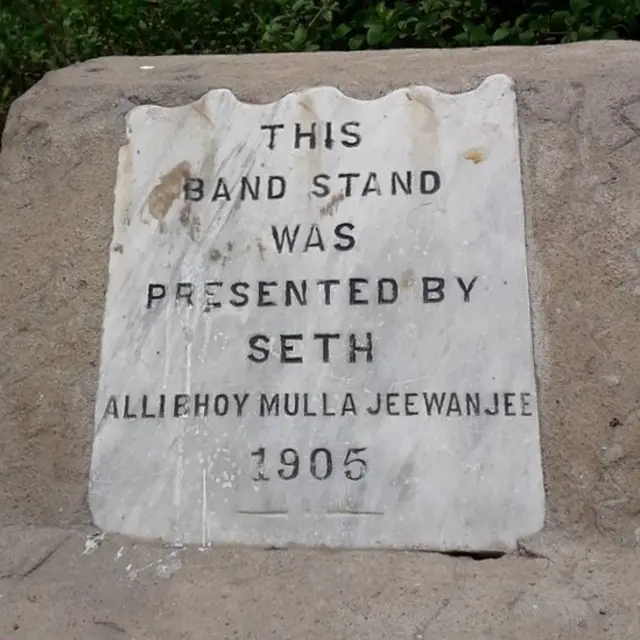 THIS
BAND STAND
WAS
PRESENTED BY
SETH
ALLIBHOY MULLA JEEWANJEE
1905